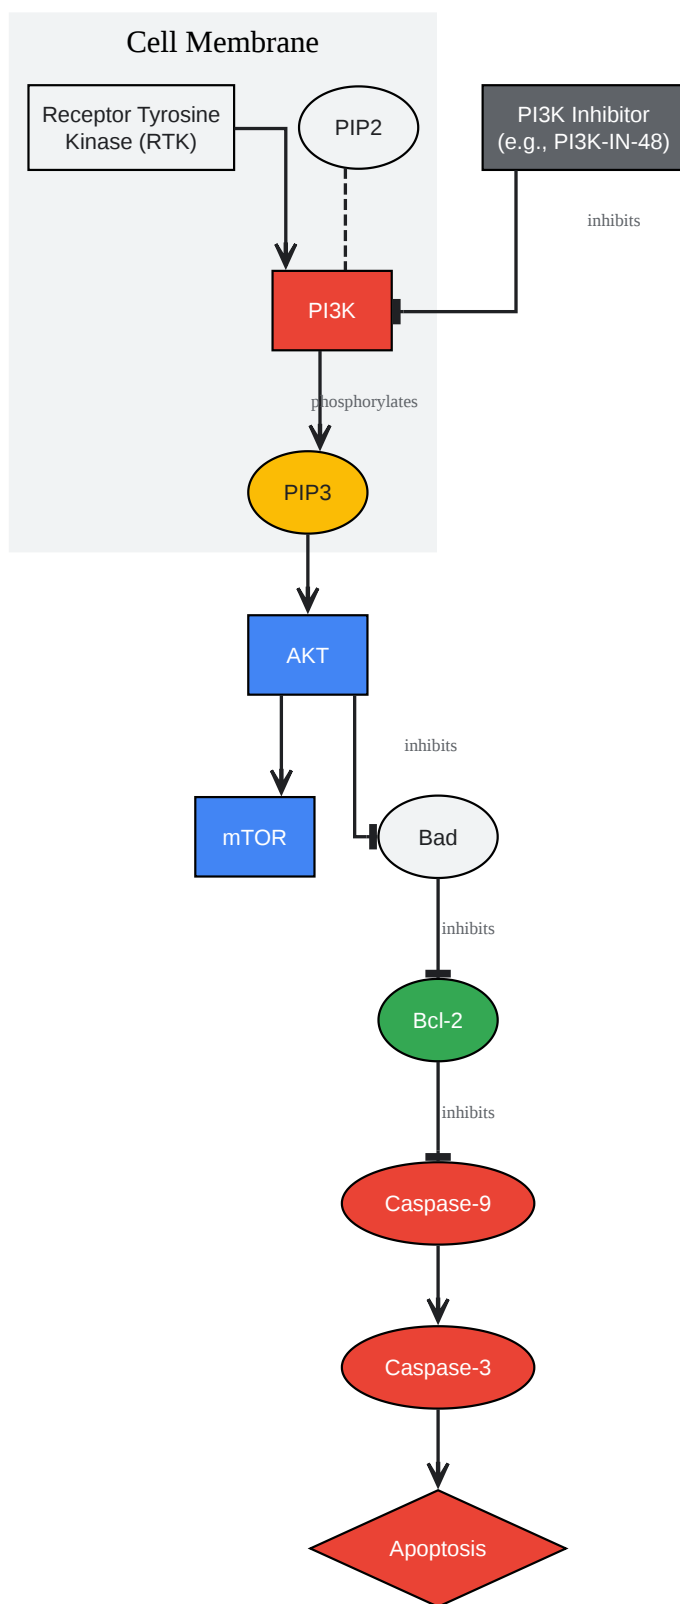 Cell Membrane
Receptor Tyrosine
Kinase (RTK)
PIP2
PI3K Inhibitor
(e.g., PI3K-IN-48)
inhibits
PI3K
phosphorylates
PIP3
AKT
inhibits
mTOR
Bad
inhibits
Bcl-2
inhibits
Caspase-9
Caspase-3
Apoptosis